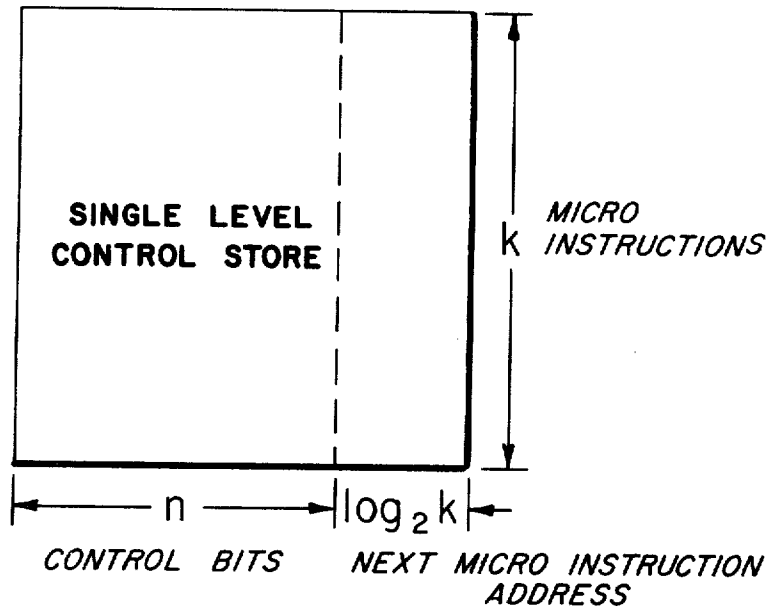 SINGLE LEVEL
CONTROL STORE
MICRO
k INSTRUCTIONS
n
log₂k
CONTROL BITS
NEXT MICRO INSTRUCTION
ADDRESS